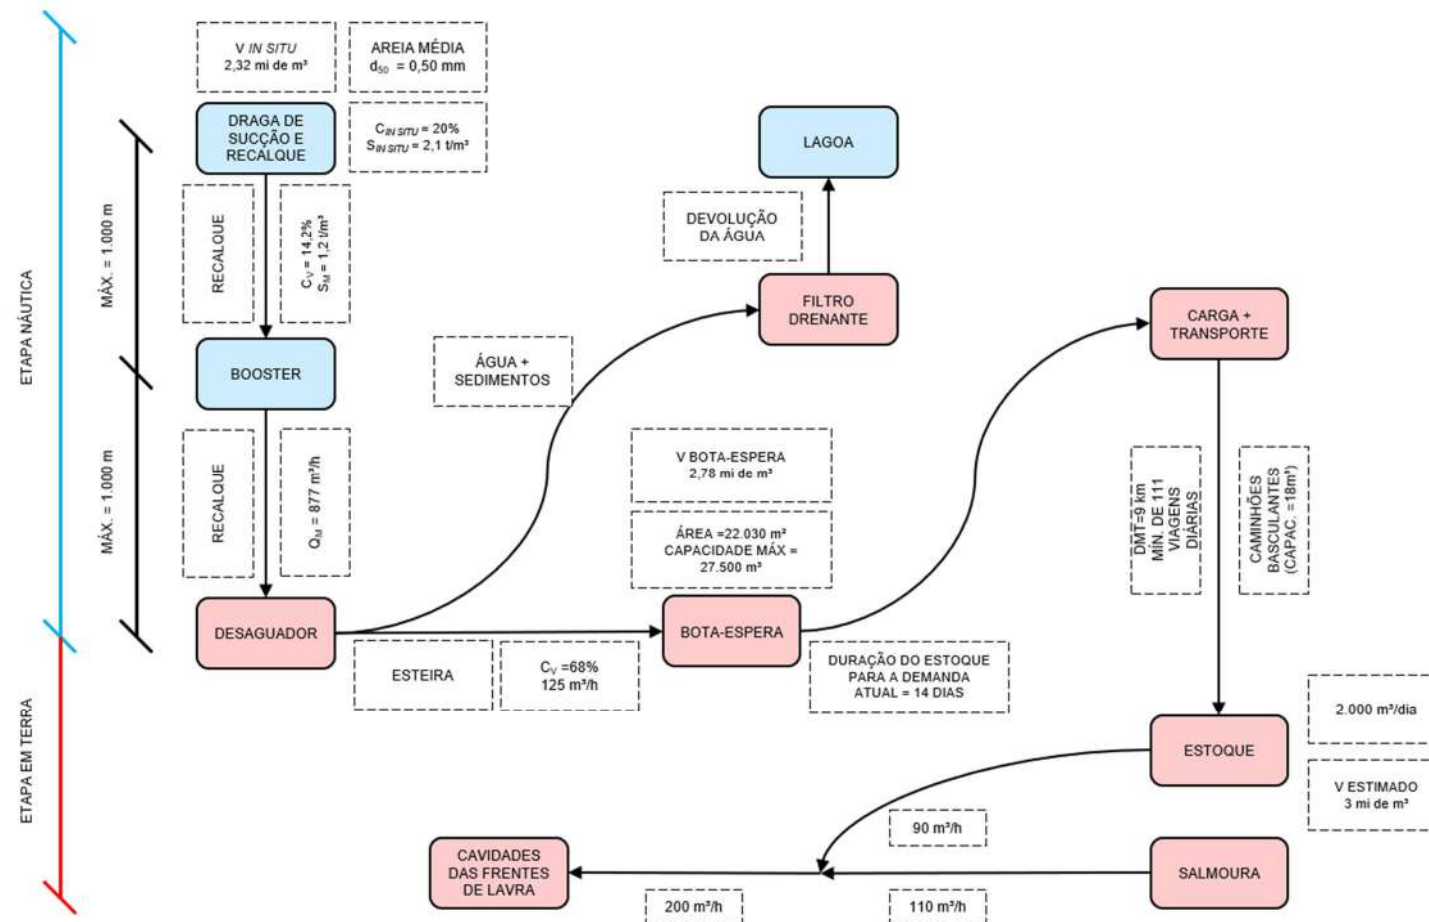 V IN SITU
2,32 mi de m³
AREIA MÉDIA
d₅₀ = 0,50 mm
DRAGA DE
SUCÇÃO E
RECALQUE
C IN SITU = 20%
S IN SITU = 2,1 t/m³
LAGOA
ETAPA NÁUTICA
MÁX. = 1.000 m
RECALQUE
Cᵥ = 14,2%
S_M = 1,2 t/m³
DEVOLUÇÃO
DA ÁGUA
FILTRO
DRENANTE
CARGA +
TRANSPORTE
BOOSTER
ÁGUA +
SEDIMENTOS
MÁX. = 1.000 m
RECALQUE
Q_M = 877 m³/h
V BOTA-ESPERA
2,78 mi de m³
ÁREA =22.030 m²
CAPACIDADE MÁX =
27.500 m³
DMT=9 km
MÍN. DE 111
VIAGENS
DIÁRIAS
CAMINHÕES
BASCULANTES
(CAPAC. =18m³)
DESAGUADOR
BOTA-ESPERA
ESTEIRA
Cᵥ =68%
125 m³/h
DURAÇÃO DO ESTOQUE
PARA A DEMANDA
ATUAL = 14 DIAS
ETAPA EM TERRA
2.000 m³/dia
ESTOQUE
V ESTIMADO
3 mi de m³
90 m³/h
CAVIDADES
DAS FRENTES
DE LAVRA
SALMOURA
200 m³/h
110 m³/h